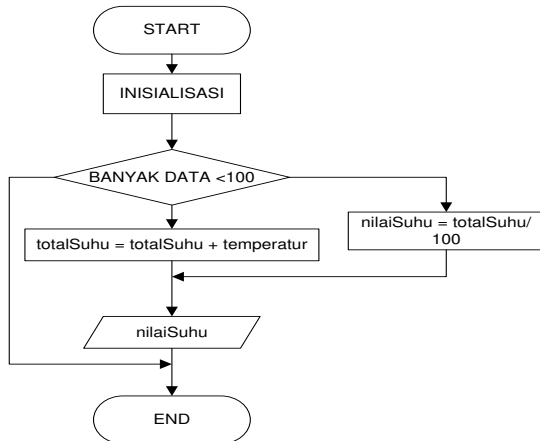 START
INISIALISASI
BANYAK DATA <100
totalSuhu = totalSuhu + temperatur
nilaiSuhu = totalSuhu/
100
nilaiSuhu
END